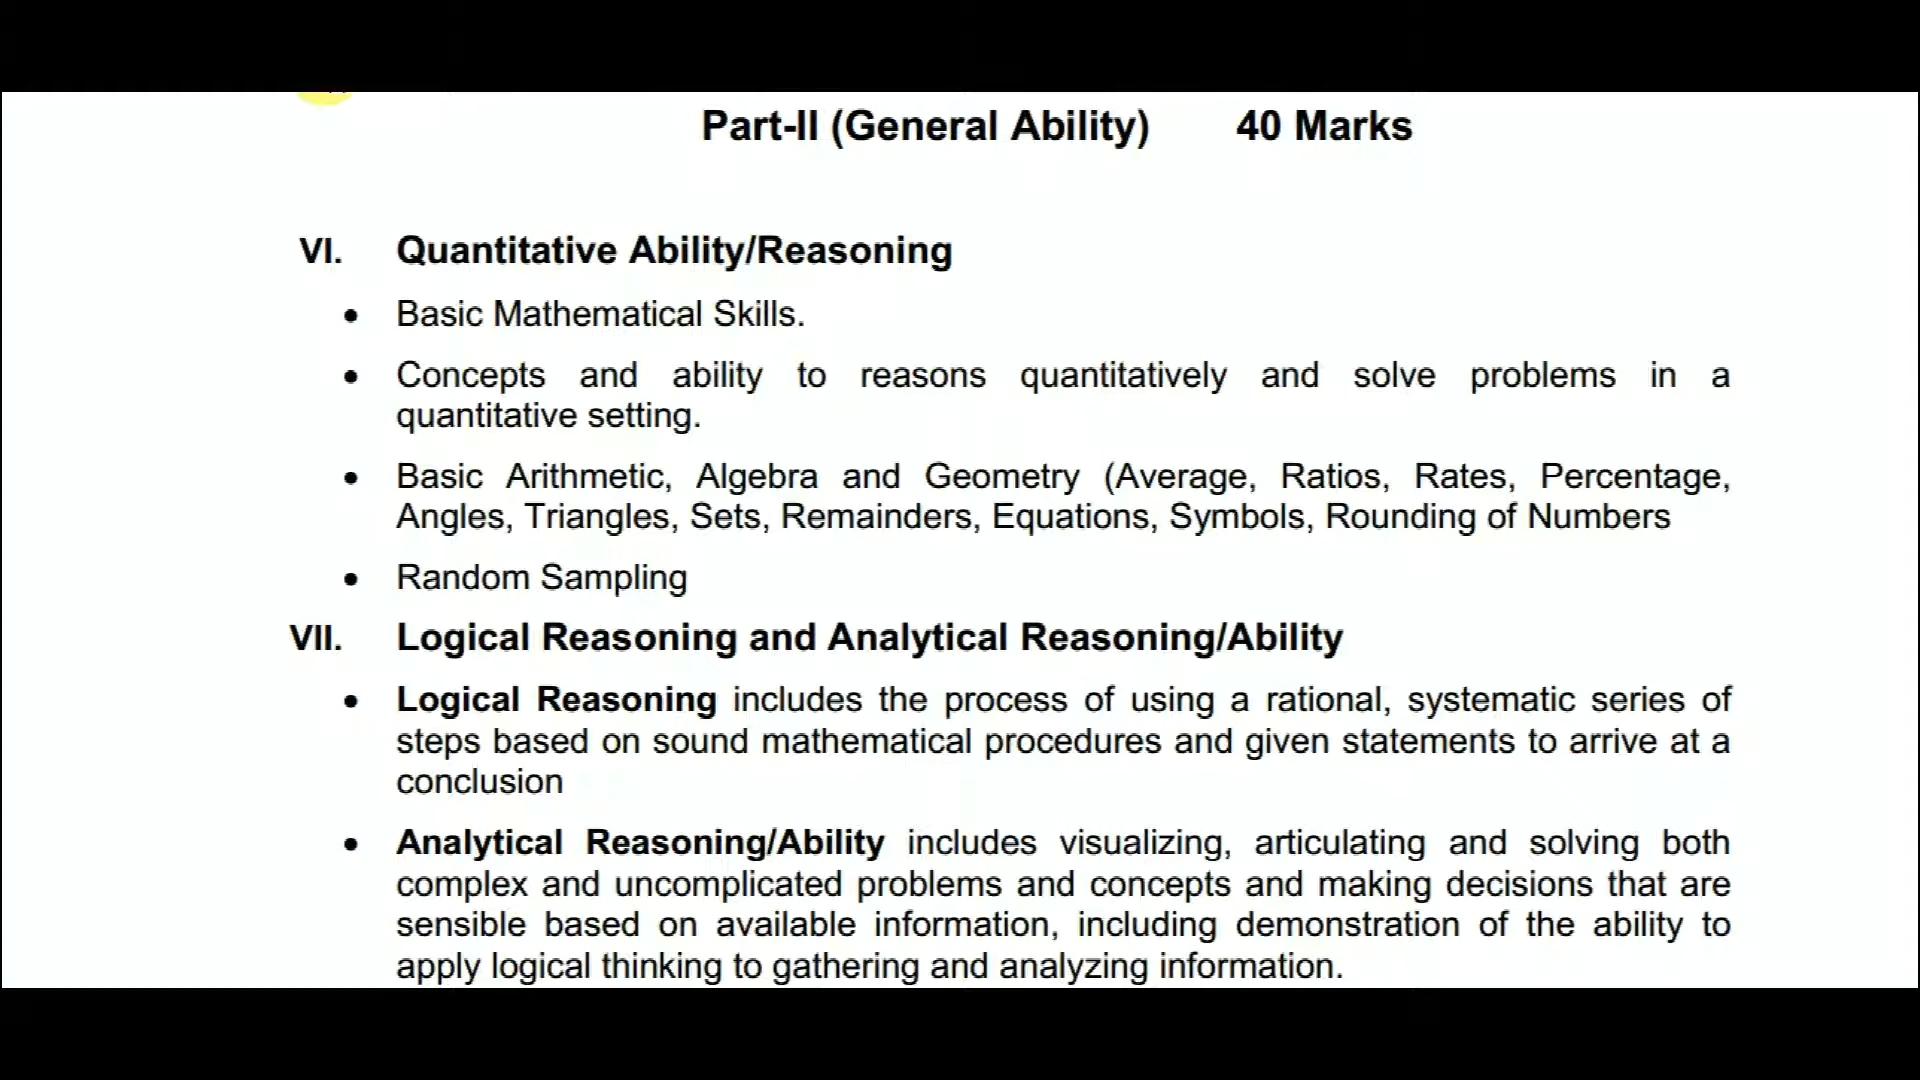 Part-II (General Ability) 40 Marks
VI. Quantitative Ability/Reasoning
• Basic Mathematical Skills.
• Concepts and ability to reasons quantitatively and solve problems in a
quantitative setting.
• Basic Arithmetic, Algebra and Geometry (Average, Ratios, Rates, Percentage,
Angles, Triangles, Sets, Remainders, Equations, Symbols, Rounding of Numbers
• Random Sampling
VII. Logical Reasoning and Analytical Reasoning/Ability
• Logical Reasoning includes the process of using a rational, systematic series of
steps based on sound mathematical procedures and given statements to arrive at a
conclusion
• Analytical Reasoning/Ability includes visualizing, articulating and solving both
complex and uncomplicated problems and concepts and making decisions that are
sensible based on available information, including demonstration of the ability to
apply logical thinking to gathering and analyzing information.